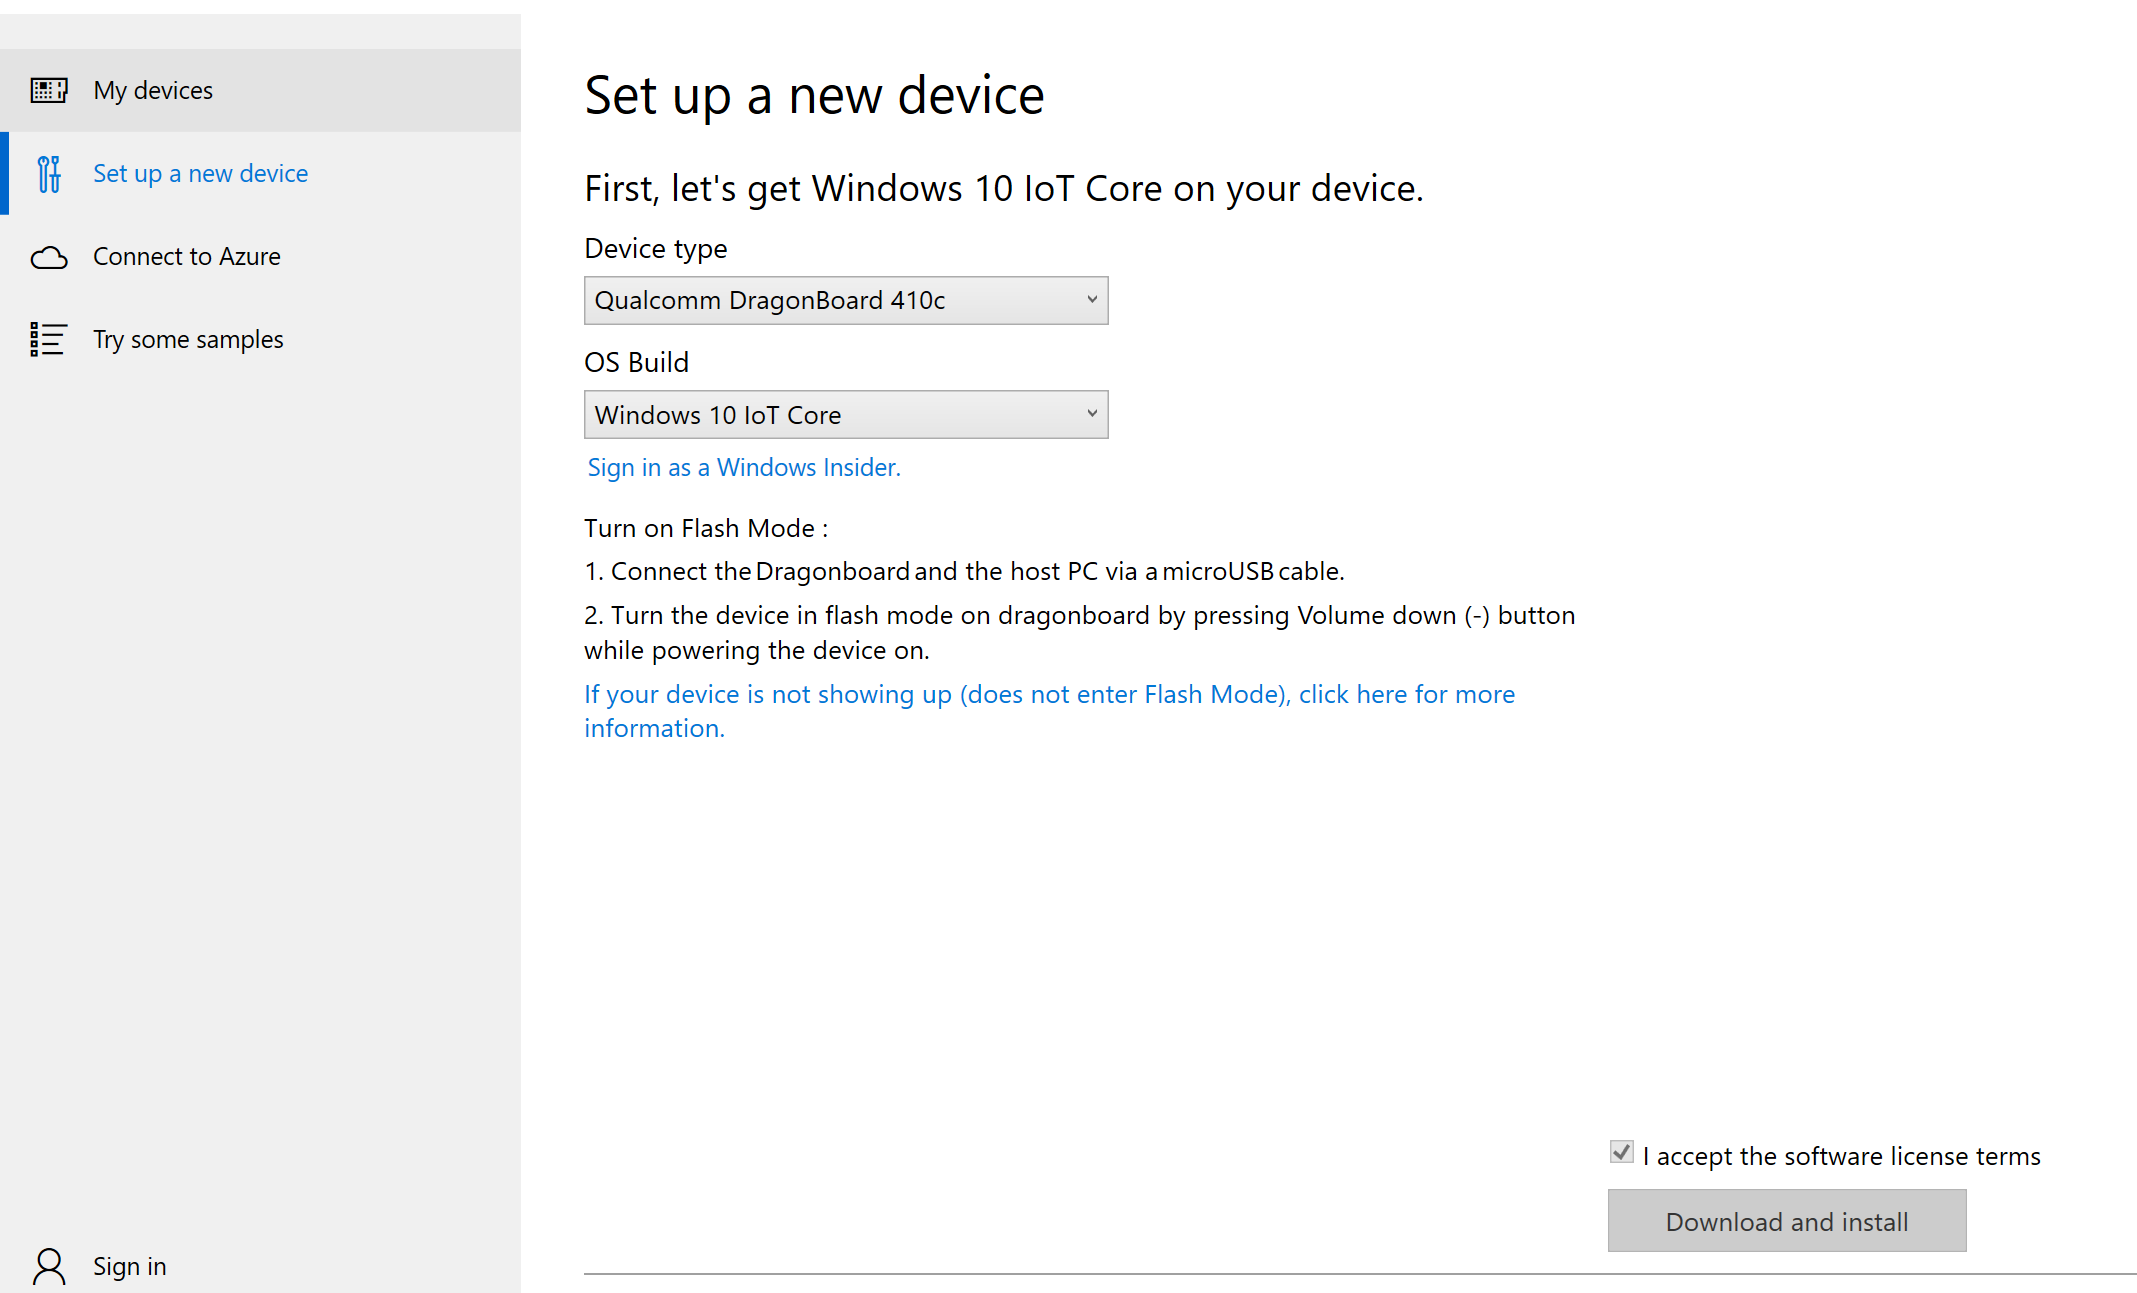 My devices
Set up a new device
Connect to Azure
Try some samples
Sign in
Set up a new device
First, let's get Windows 10 IoT Core on your device.
Device type
Qualcomm DragonBoard 410c
OS Build
Windows 10 IoT Core
Sign in as a Windows Insider.
Turn on Flash Mode :
1. Connect the Dragonboard and the host PC via a microUSB cable.
2. Turn the device in flash mode on dragonboard by pressing Volume down (-) button
while powering the device on.
If your device is not showing up (does not enter Flash Mode), click here for more
information.
I accept the software license terms
Download and install